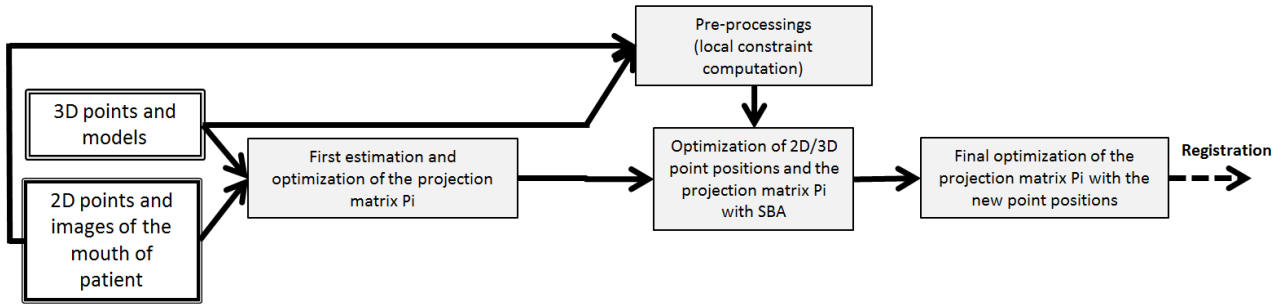 Pre-processings
(local constraint
computation)
3D points and
models
2D points and
images of the
mouth of
patient
First estimation and
optimization of the projection
matrix Pi
Optimization of 2D/3D
point positions and the
projection matrix Pi
with SBA
Final optimization of the
projection matrix Pi with the
new point positions
Registration